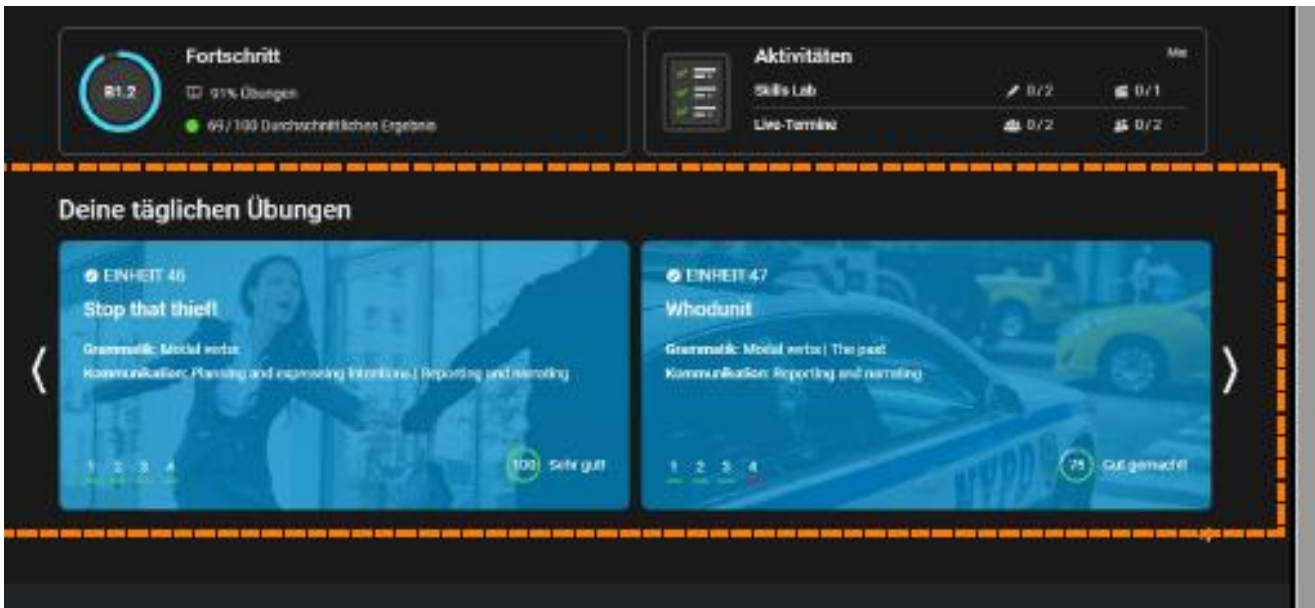 Fortschritt
B1.2
91% Übungen
69/100 Durchschnittliches Ergebnis
Aktivitäten
Skills Lab 0/2 0/1
Live-Termine 0/2 0/2
Deine täglichen Übungen
EINHEIT 46
Stop that thief!
Grammatik: Modal verbs
Kommunikation: Planning and expressing intentions | Reporting and narrating
1 2 3 4
100 Sehr gut!
EINHEIT 47
Whodunit
Grammatik: Modal verbs | The past
Kommunikation: Reporting and narrating
1 2 3 4
75 Gut gemacht!